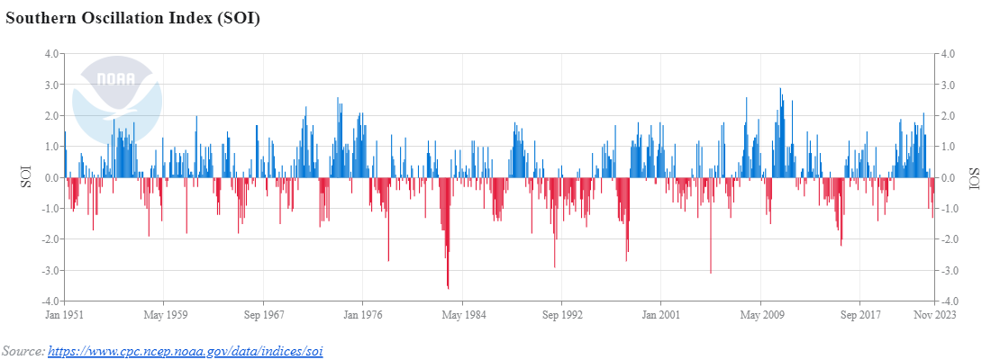 Southern Oscillation Index (SOI)
4.0 4.0
NOAA
3.0 3.0
2.0 2.0
1.0 1.0
SOI 0.0 0.0 SOI
-1.0 -1.0
-2.0 -2.0
-3.0 -3.0
-4.0 -4.0
Jan 1951 May 1959 Sep 1967 Jan 1976 May 1984 Sep 1992 Jan 2001 May 2009 Sep 2017 Nov 2023
Source: https://www.cpc.ncep.noaa.gov/data/indices/soi